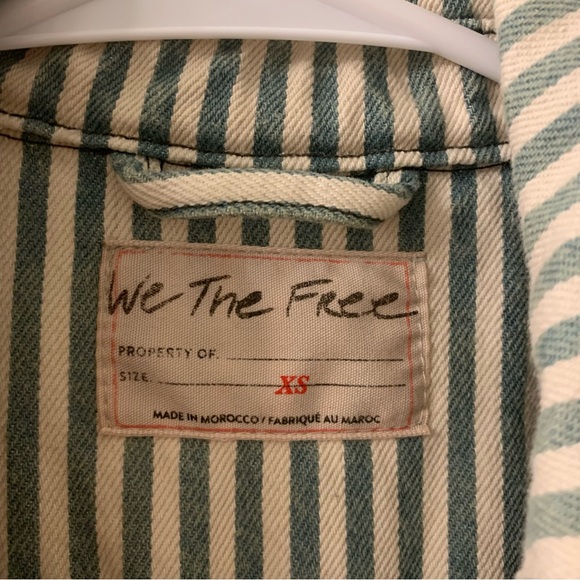 We The Free
PROPERTY OF.
SIZE. XS
MADE IN MOROCCO / FABRIQUÉ AU MAROC